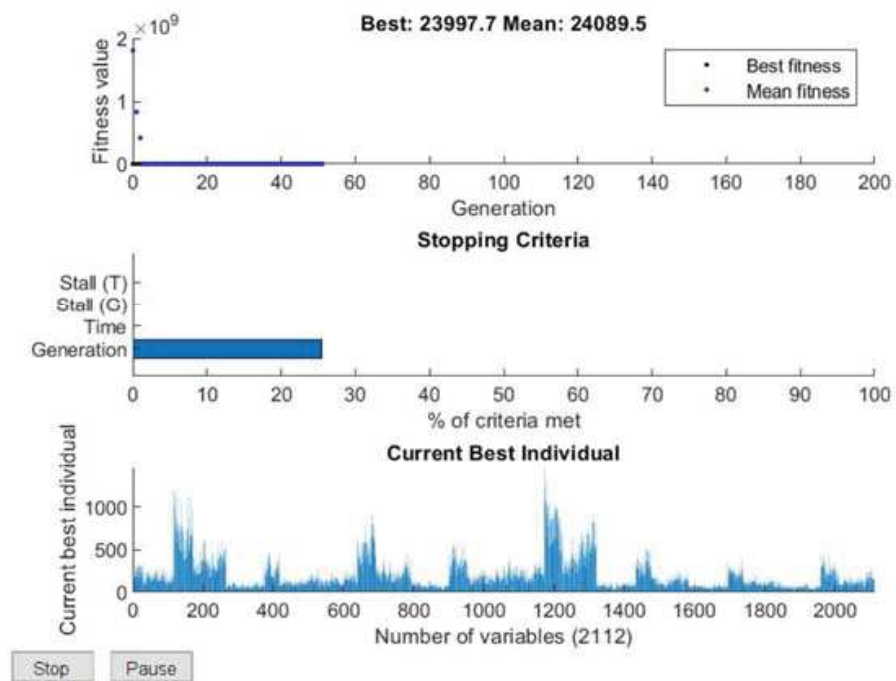 Best: 23997.7 Mean: 24089.5
×10^9
2
1
0
Fitness value
Best fitness
Mean fitness
0 20 40 60 80 100 120 140 160 180 200
Generation
Stopping Criteria
Stall (T)
Stall (G)
Time
Generation
0 10 20 30 40 50 60 70 80 90 100
% of criteria met
Current Best Individual
Current best individual
1000
500
0
0 200 400 600 800 1000 1200 1400 1600 1800 2000
Number of variables (2112)
Stop Pause